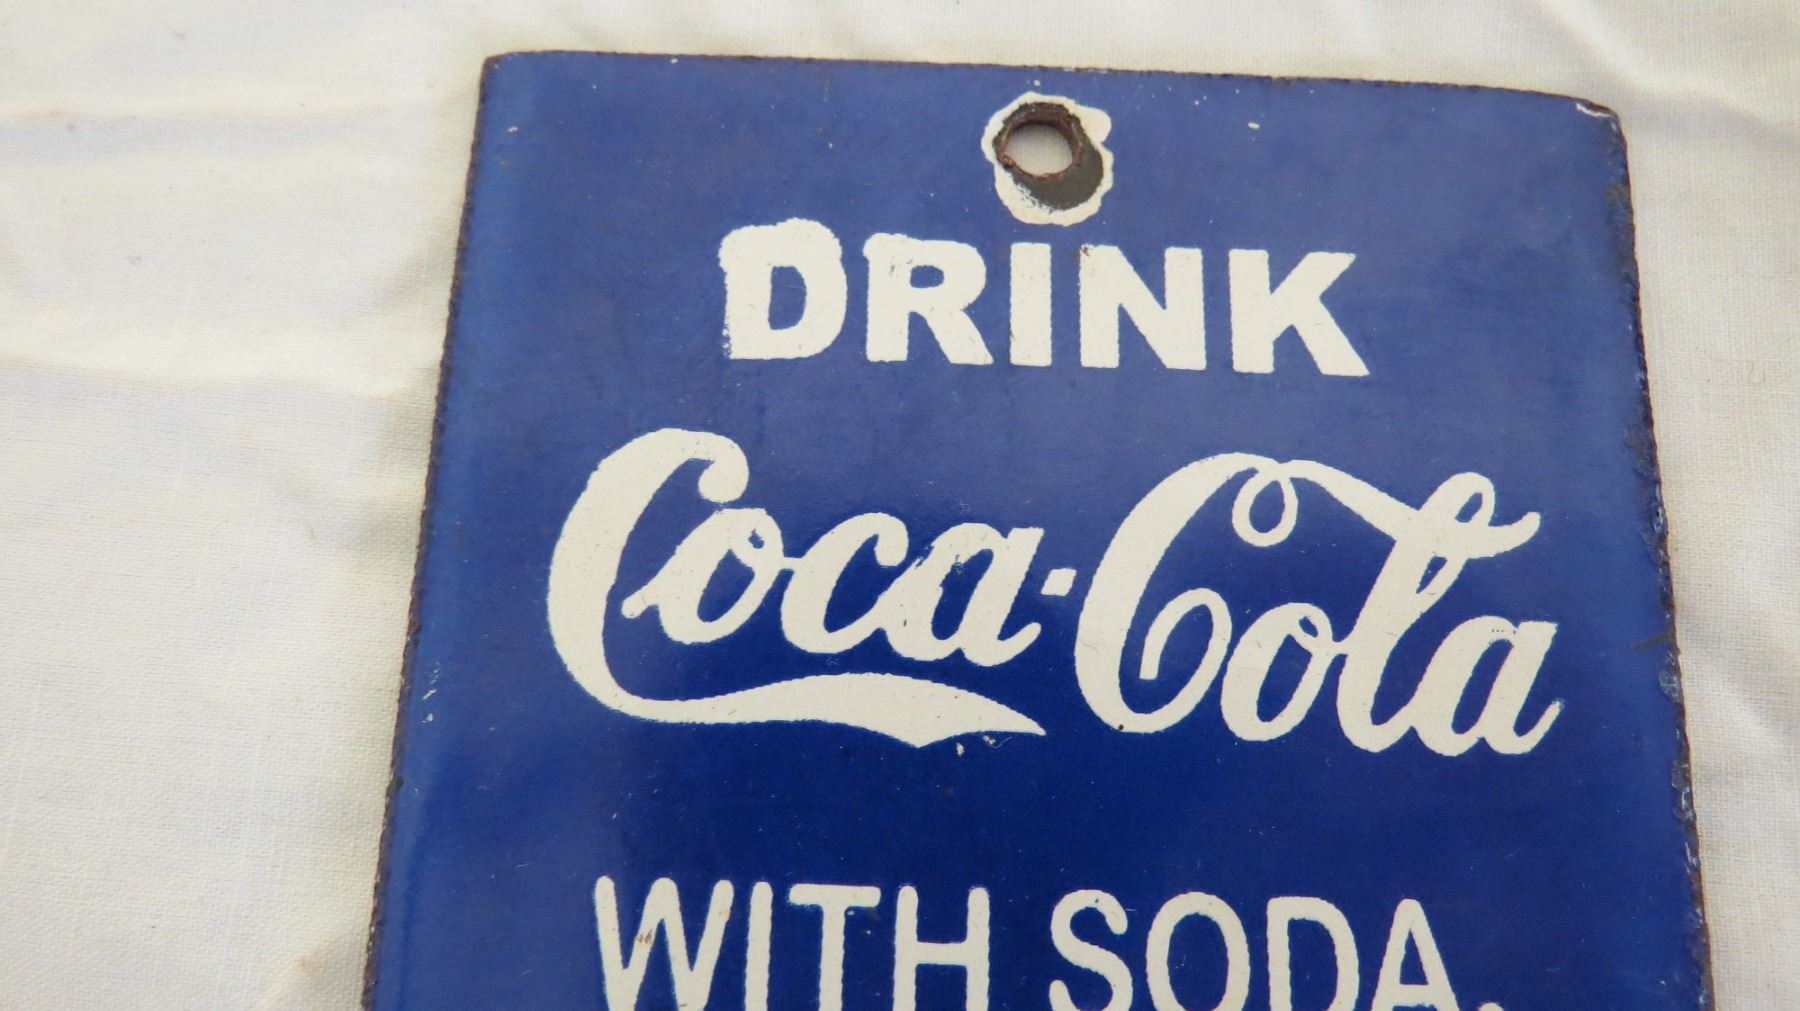 DRINK
Coca-Cola
WITH SODA.